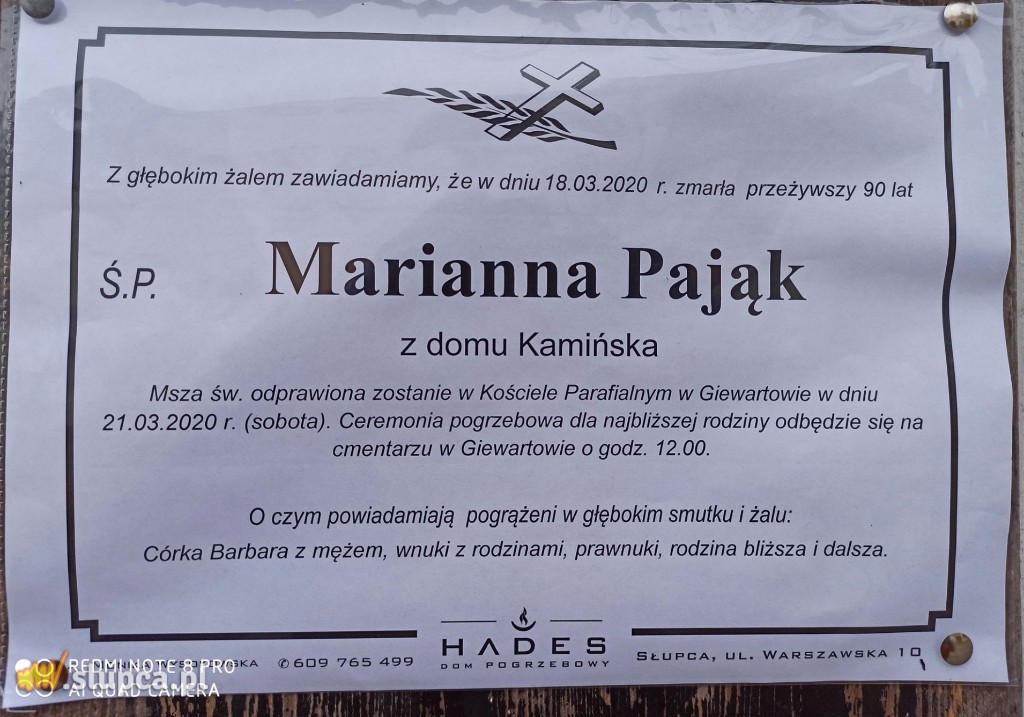 Z głębokim żalem zawiadamiamy, że w dniu 18.03.2020 r. zmarła przeżywszy 90 lat
Ś.P. Marianna Pająk
z domu Kamińska
Msza św. odprawiona zostanie w Kościele Parafialnym w Giewartowie w dniu
21.03.2020 r. (sobota). Ceremonia pogrzebowa dla najbliższej rodziny odbędzie się na
cmentarzu w Giewartowie o godz. 12.00.
O czym powiadamiają pogrążeni w głębokim smutku i żalu:
Córka Barbara z mężem, wnuki z rodzinami, prawnuki, rodzina bliższa i dalsza.
HADES
DOM POGRZEBOWY
✆ 609 765 499
SŁUPCA, UL. WARSZAWSKA 10
REDMI NOTE 8 PRO
AI QUAD CAMERA
.slupca.pl